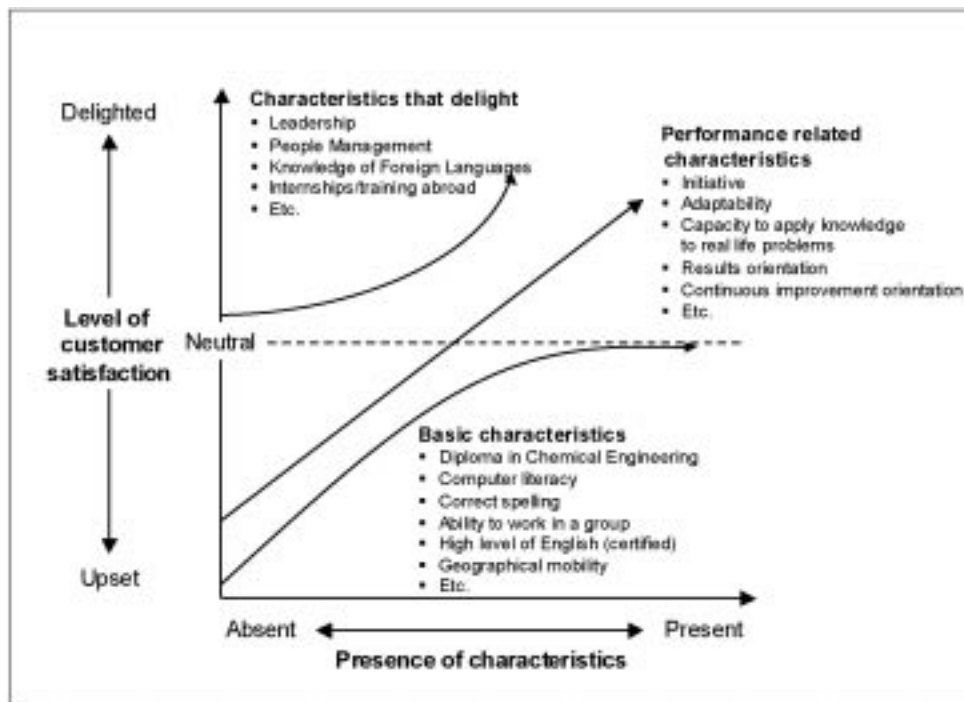 Delighted
Characteristics that delight
▪ Leadership
▪ People Management
▪ Knowledge of Foreign Languages
▪ Internships/training abroad
▪ Etc.
Performance related
characteristics
▪ Initiative
▪ Adaptability
▪ Capacity to apply knowledge
to real life problems
▪ Results orientation
▪ Continuous improvement orientation
▪ Etc.
Level of
customer
satisfaction
Neutral
Basic characteristics
▪ Diploma in Chemical Engineering
▪ Computer literacy
▪ Correct spelling
▪ Ability to work in a group
▪ High level of English (certified)
▪ Geographical mobility
▪ Etc.
Upset
Absent
Present
Presence of characteristics